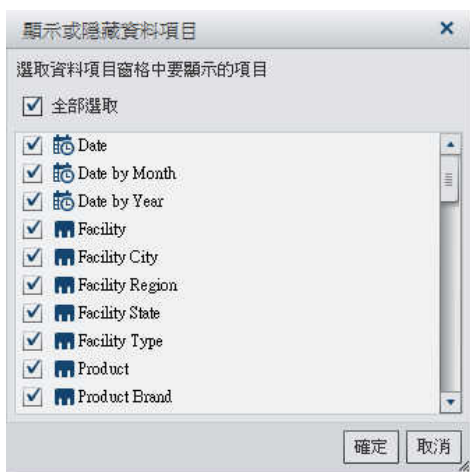 顯示或隱藏資料項目
選取資料項目窗格中要顯示的項目
全部選取
Date
Date by Month
Date by Year
Facility
Facility City
Facility Region
Facility State
Facility Type
Product
Product Brand
確定 取消